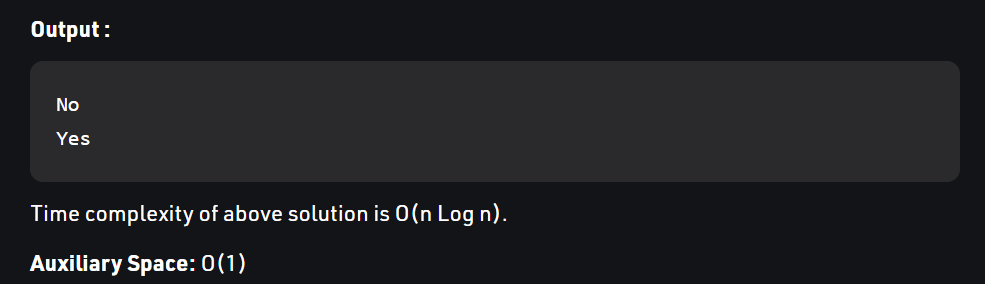 Output :
No
Yes
Time complexity of above solution is O(n Log n).
Auxiliary Space: O(1)